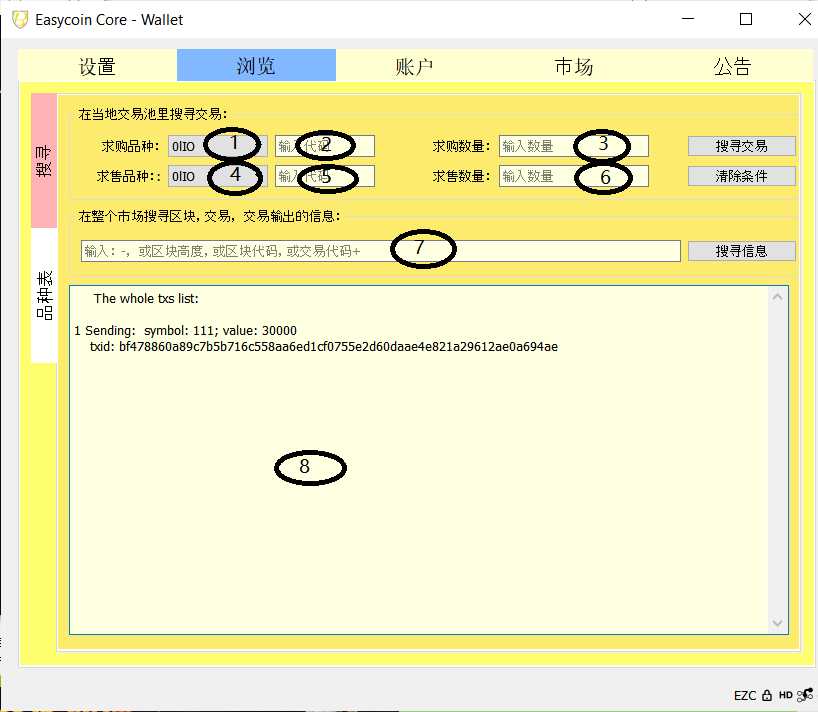 Easycoin Core - Wallet
设置 浏览 账户 市场 公告
搜寻
品种表
在当地交易池里搜寻交易:
求购品种: 0|IO 1 输入代码 2 求购数量: 输入数量 3 搜寻交易
求售品种:: 0|IO 4 输入代码 5 求售数量: 输入数量 6 清除条件
在整个市场搜寻区块, 交易, 交易输出的信息:
输入: -, 或区块高度, 或区块代码, 或交易代码+ 7 搜寻信息
The whole txs list:
1 Sending: symbol: 111; value: 30000
txid: bf478860a89c7b5b716c558aa6ed1cf0755e2d60daae4e821a29612ae0a694ae
8
EZC HD